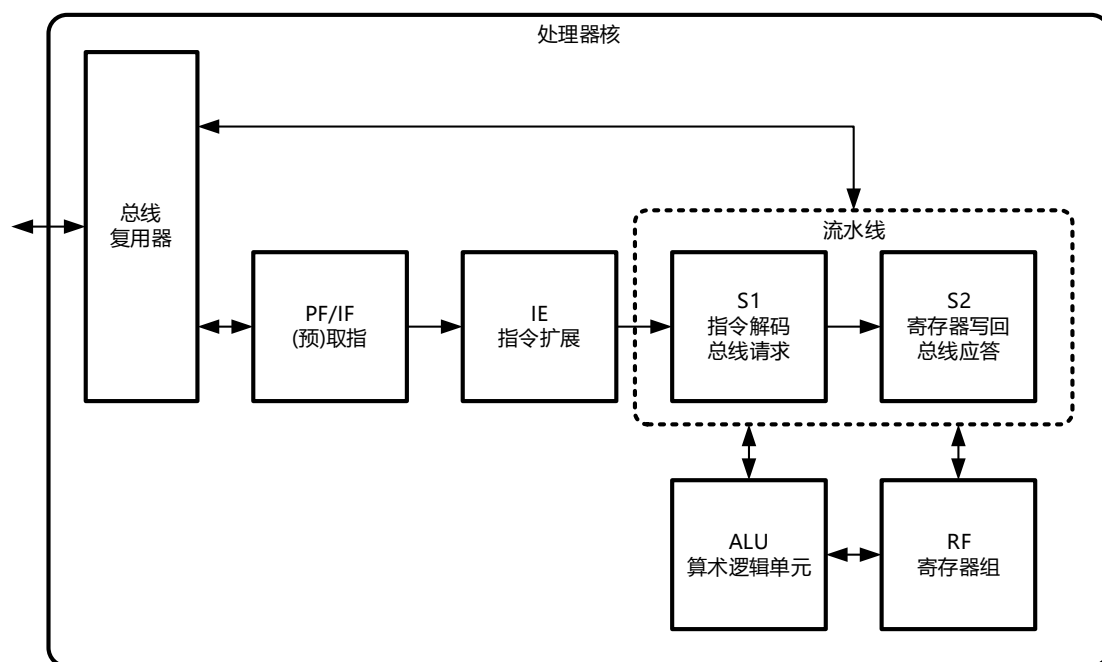 处理器核
总线
复用器
流水线
PF/IF
(预)取指
IE
指令扩展
S1
指令解码
总线请求
S2
寄存器写回
总线应答
ALU
算术逻辑单元
RF
寄存器组